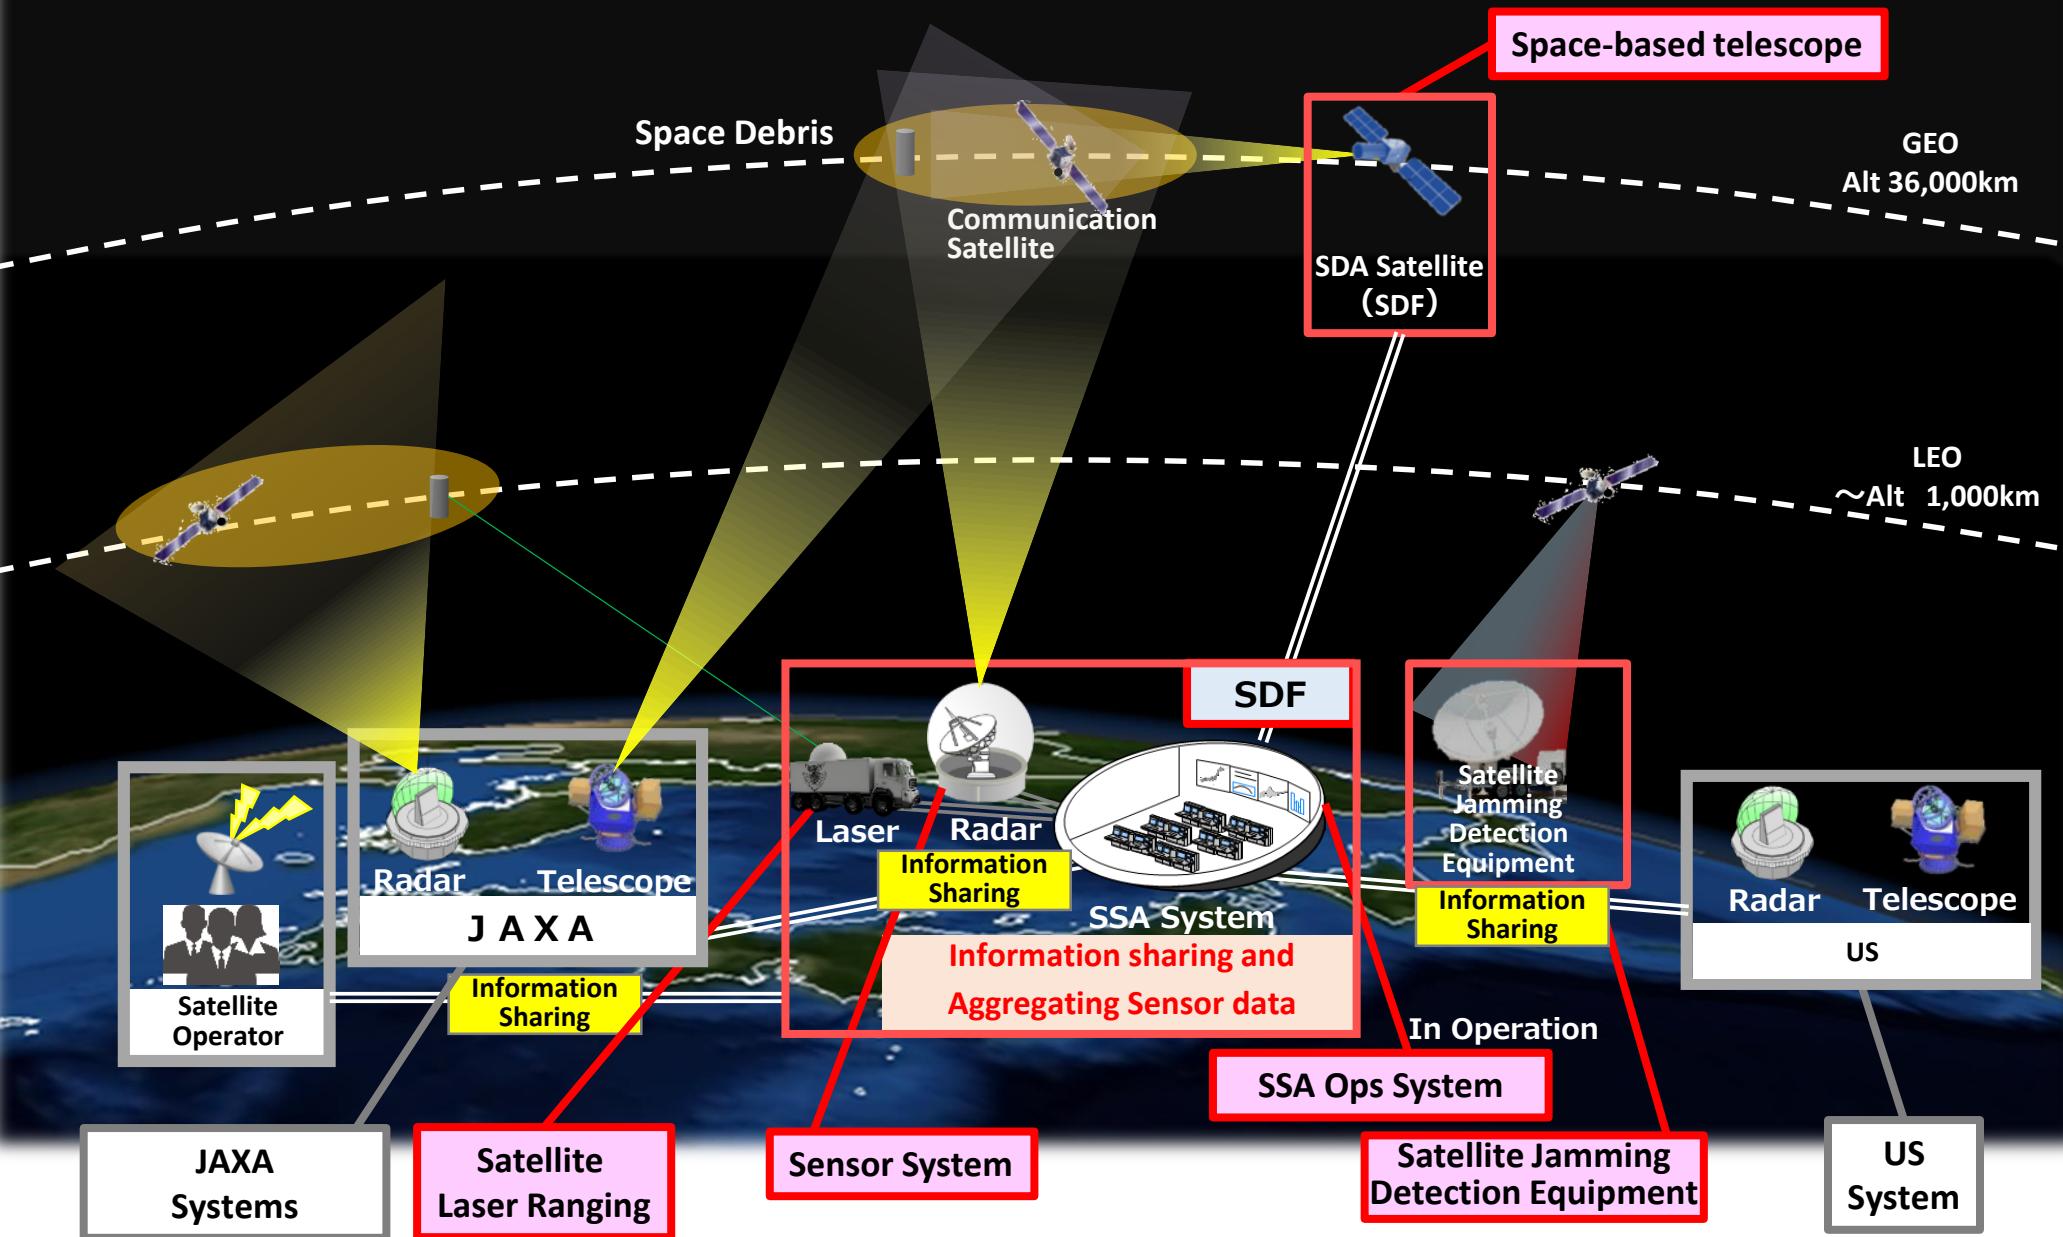 Space-based telescope
Space Debris
GEO
Alt 36,000km
Communication
Satellite
SDA Satellite
（SDF）
LEO
～Alt 1,000km
SDF
Satellite
Jamming
Detection
Equipment
Laser
Radar
Information
Sharing
Radar
Telescope
JAXA
SSA System
Information sharing and
Aggregating Sensor data
Information
Sharing
Radar
Telescope
US
Satellite
Operator
Information
Sharing
In Operation
SSA Ops System
JAXA
Systems
Satellite
Laser Ranging
Sensor System
Satellite Jamming
Detection Equipment
US
System